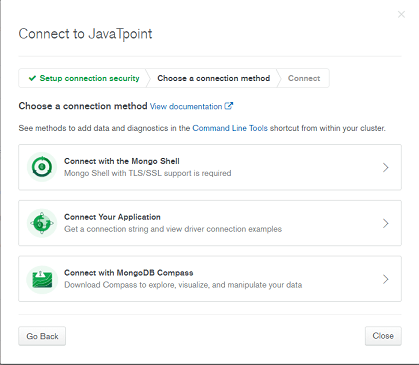 Connect to JavaTpoint
Setup connection security
Choose a connection method
Connect
Choose a connection method View documentation
See methods to add data and diagnostics in the Command Line Tools shortcut from within your cluster.
Connect with the Mongo Shell
Mongo Shell with TLS/SSL support is required
Connect Your Application
Get a connection string and view driver connection examples
Connect with MongoDB Compass
Download Compass to explore, visualize, and manipulate your data
Go Back
Close